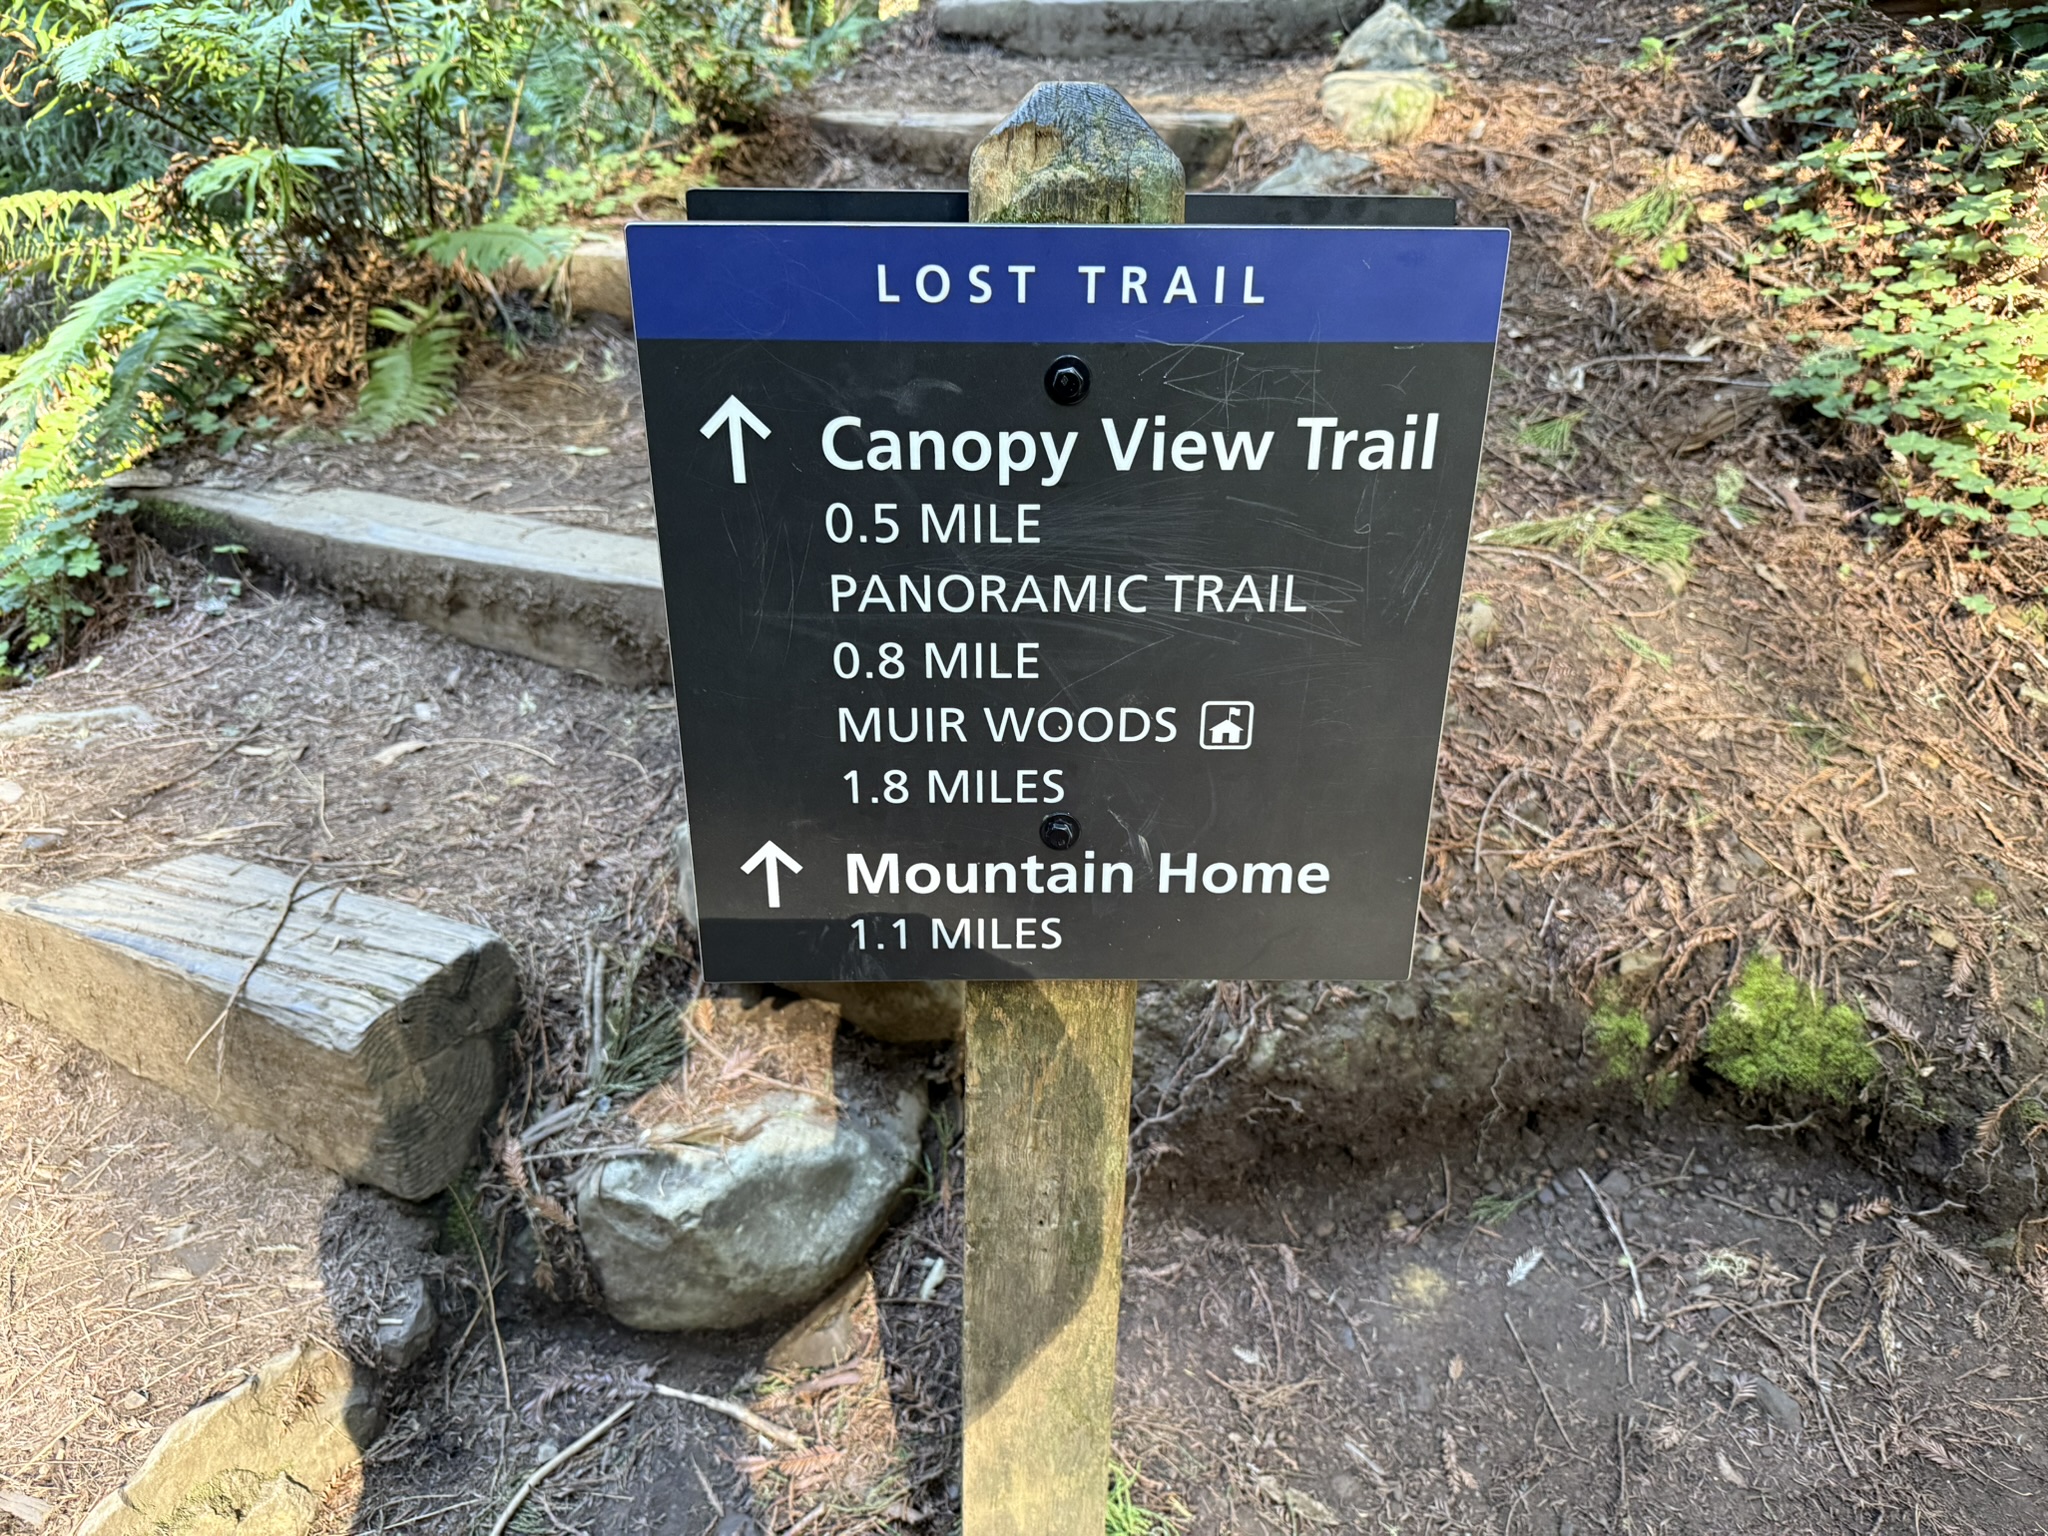 LOST TRAIL
Canopy View Trail
0.5 MILE
PANORAMIC TRAIL
0.8 MILE
MUIR WOODS
1.8 MILES
Mountain Home
1.1 MILES